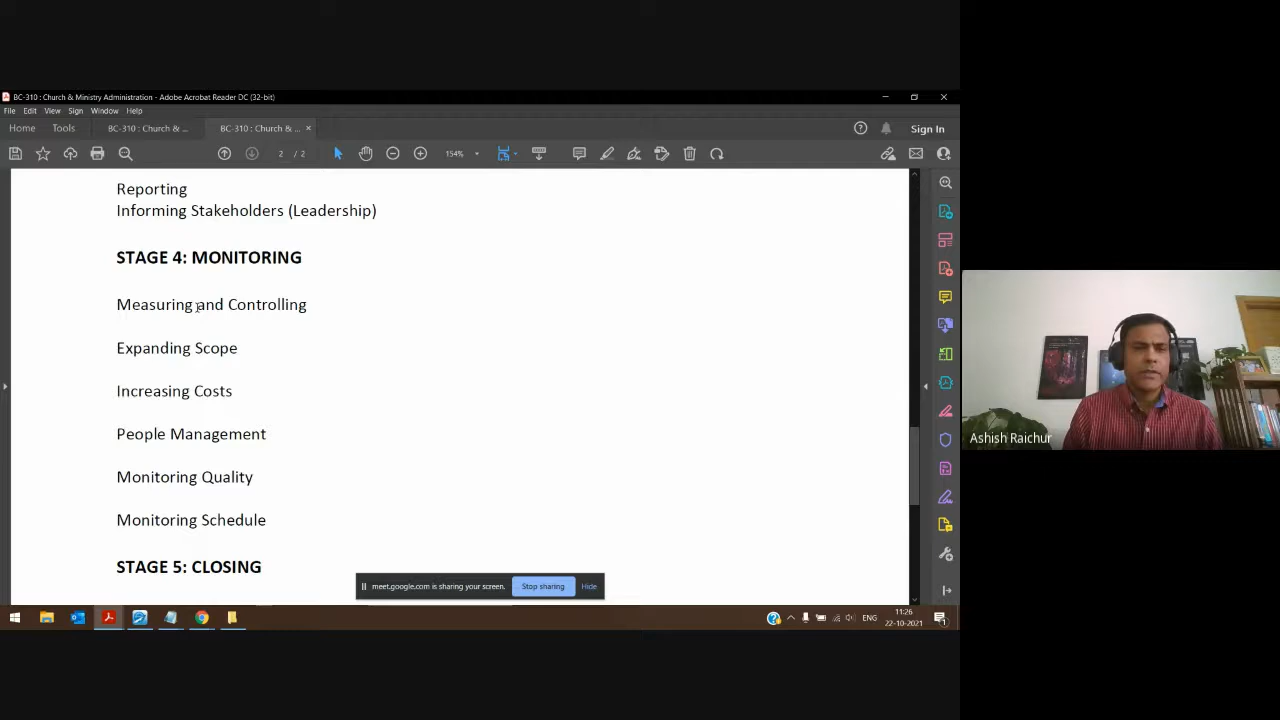 BC-310 : Church & Ministry Administration - Adobe Acrobat Reader DC (32-bit)
File Edit View Sign Window Help
Home Tools BC-310 : Church & ... BC-310 : Church & ... × Sign In
2 / 2 154%
Reporting
Informing Stakeholders (Leadership)
STAGE 4: MONITORING
Measuring and Controlling
Expanding Scope
Increasing Costs
People Management
Monitoring Quality
Monitoring Schedule
STAGE 5: CLOSING
meet.google.com is sharing your screen. Stop sharing Hide
Ashish Raichur
ENG 11:26
22-10-2021